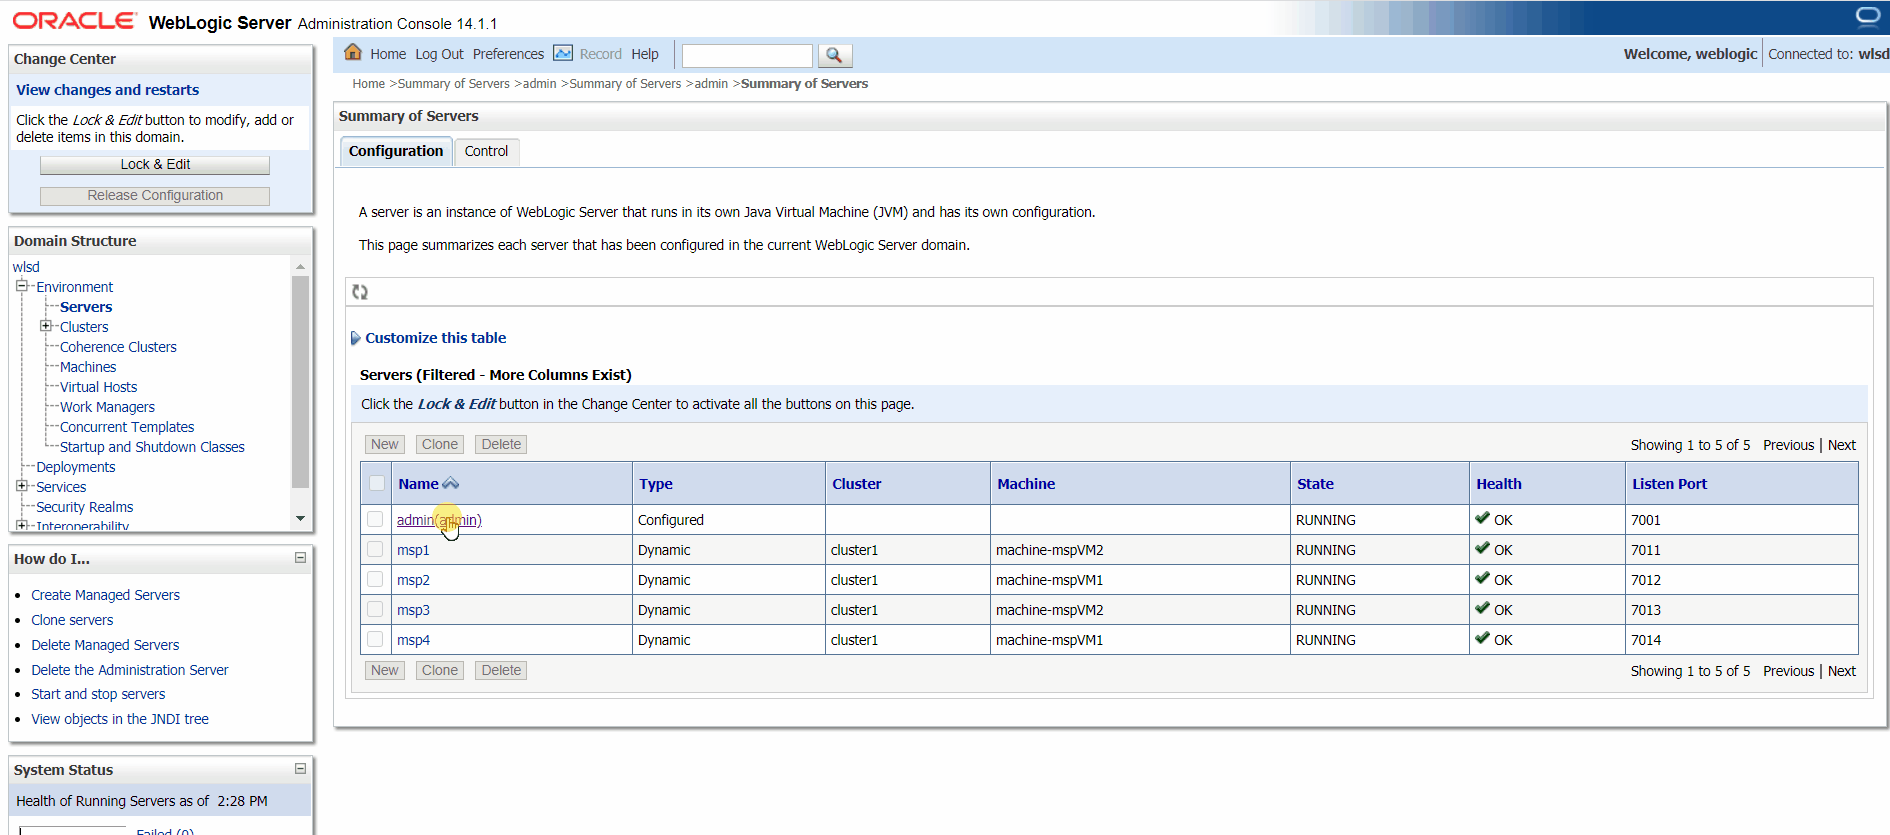 ORACLE WebLogic Server Administration Console 14.1.1
Change Center
View changes and restarts
Click the Lock & Edit button to modify, add or
delete items in this domain.
Lock & Edit
Release Configuration
Domain Structure
wlsd
Environment
Servers
Clusters
Coherence Clusters
Machines
Virtual Hosts
Work Managers
Concurrent Templates
Startup and Shutdown Classes
Deployments
Services
Security Realms
Interoperability
How do I...
Create Managed Servers
Clone servers
Delete Managed Servers
Delete the Administration Server
Start and stop servers
View objects in the JNDI tree
System Status
Health of Running Servers as of 2:28 PM
Failed (0)
Home Log Out Preferences Record Help
Welcome, weblogic Connected to: wlsd
Home >Summary of Servers >admin >Summary of Servers >admin >Summary of Servers
Summary of Servers
Configuration Control
A server is an instance of WebLogic Server that runs in its own Java Virtual Machine (JVM) and has its own configuration.
This page summarizes each server that has been configured in the current WebLogic Server domain.
Customize this table
Servers (Filtered - More Columns Exist)
Click the Lock & Edit button in the Change Center to activate all the buttons on this page.
New Clone Delete Showing 1 to 5 of 5 Previous | Next
Name Type Cluster Machine State Health Listen Port
admin(admin) Configured RUNNING OK 7001
msp1 Dynamic cluster1 machine-mspVM2 RUNNING OK 7011
msp2 Dynamic cluster1 machine-mspVM1 RUNNING OK 7012
msp3 Dynamic cluster1 machine-mspVM2 RUNNING OK 7013
msp4 Dynamic cluster1 machine-mspVM1 RUNNING OK 7014
New Clone Delete Showing 1 to 5 of 5 Previous | Next